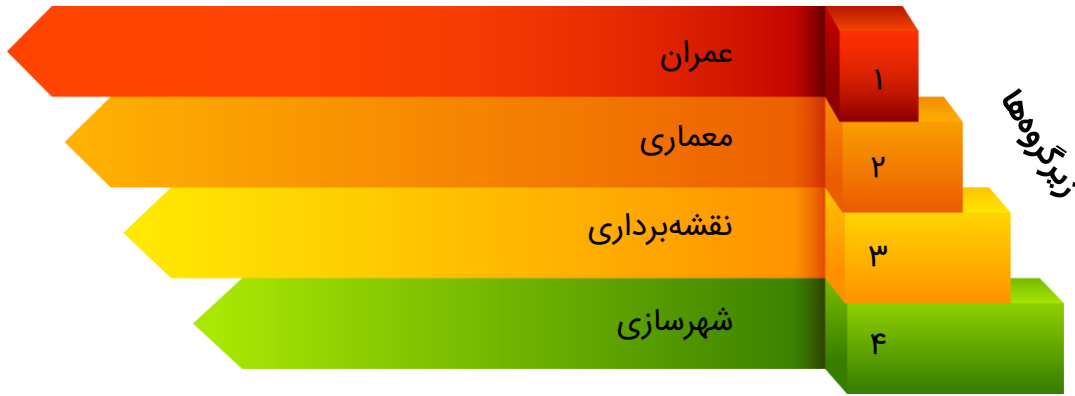 زیرگروه‌ها
۱
عمران
۲
معماری
۳
نقشه‌برداری
۴
شهرسازی